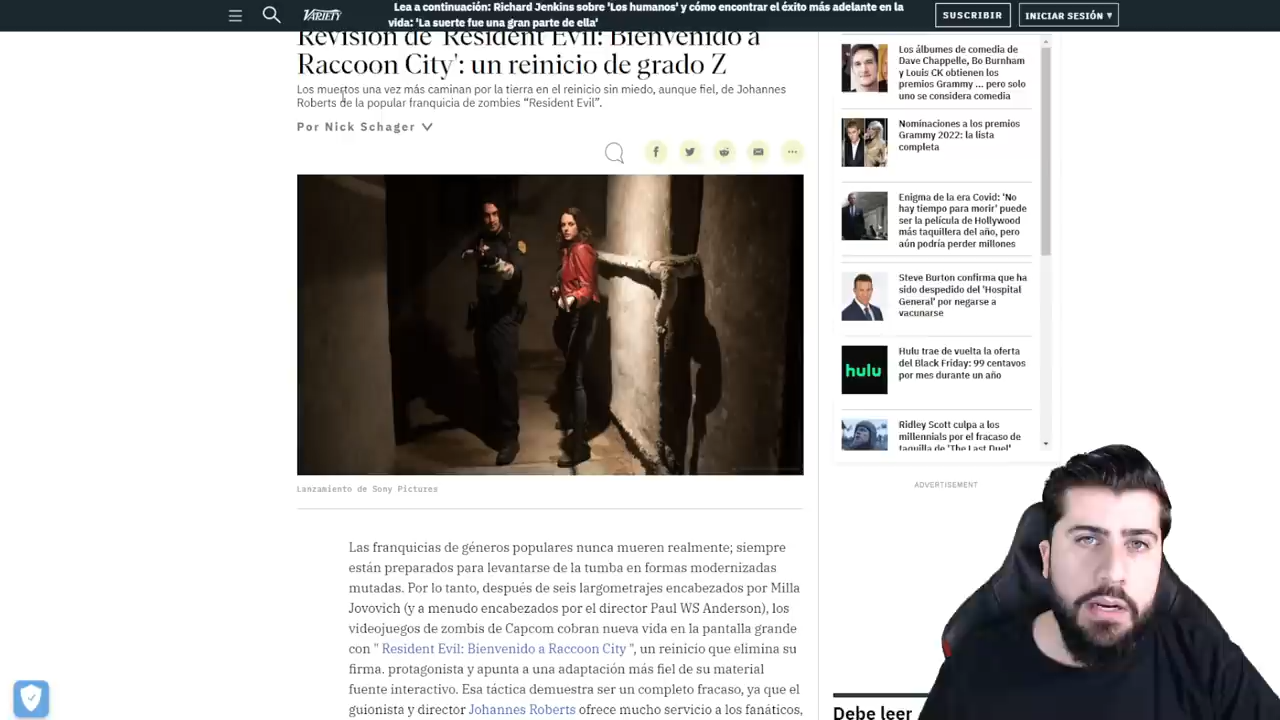 Lea a continuación: Richard Jenkins sobre 'Los humanos' y cómo encontrar el éxito más adelante en la
vida: 'La suerte fue una gran parte de ella'
VARIETY
SUSCRIBIR
INICIAR SESIÓN ▾
Revisión de 'Resident Evil: Bienvenido a
Raccoon City': un reinicio de grado Z
Los muertos una vez más caminan por la tierra en el reinicio sin miedo, aunque fiel, de Johannes
Roberts de la popular franquicia de zombies “Resident Evil”.
Por Nick Schager
Lanzamiento de Sony Pictures
Las franquicias de géneros populares nunca mueren realmente; siempre
están preparados para levantarse de la tumba en formas modernizadas
mutadas. Por lo tanto, después de seis largometrajes encabezados por Milla
Jovovich (y a menudo encabezados por el director Paul WS Anderson), los
videojuegos de zombis de Capcom cobran nueva vida en la pantalla grande
con " Resident Evil: Bienvenido a Raccoon City ", un reinicio que elimina su
firma. protagonista y apunta a una adaptación más fiel de su material
fuente interactivo. Esa táctica demuestra ser un completo fracaso, ya que el
guionista y director Johannes Roberts ofrece mucho servicio a los fanáticos,
Los álbumes de comedia de
Dave Chappelle, Bo Burnham
y Louis CK obtienen los
premios Grammy ... pero solo
uno se considera comedia
Nominaciones a los premios
Grammy 2022: la lista
completa
Enigma de la era Covid: 'No
hay tiempo para morir' puede
ser la película de Hollywood
más taquillera del año, pero
aún podría perder millones
Steve Burton confirma que ha
sido despedido del 'Hospital
General' por negarse a
vacunarse
hulu
Hulu trae de vuelta la oferta
del Black Friday: 99 centavos
por mes durante un año
Ridley Scott culpa a los
millennials por el fracaso de
taquilla de 'The Last Duel'
ADVERTISEMENT
Debe leer